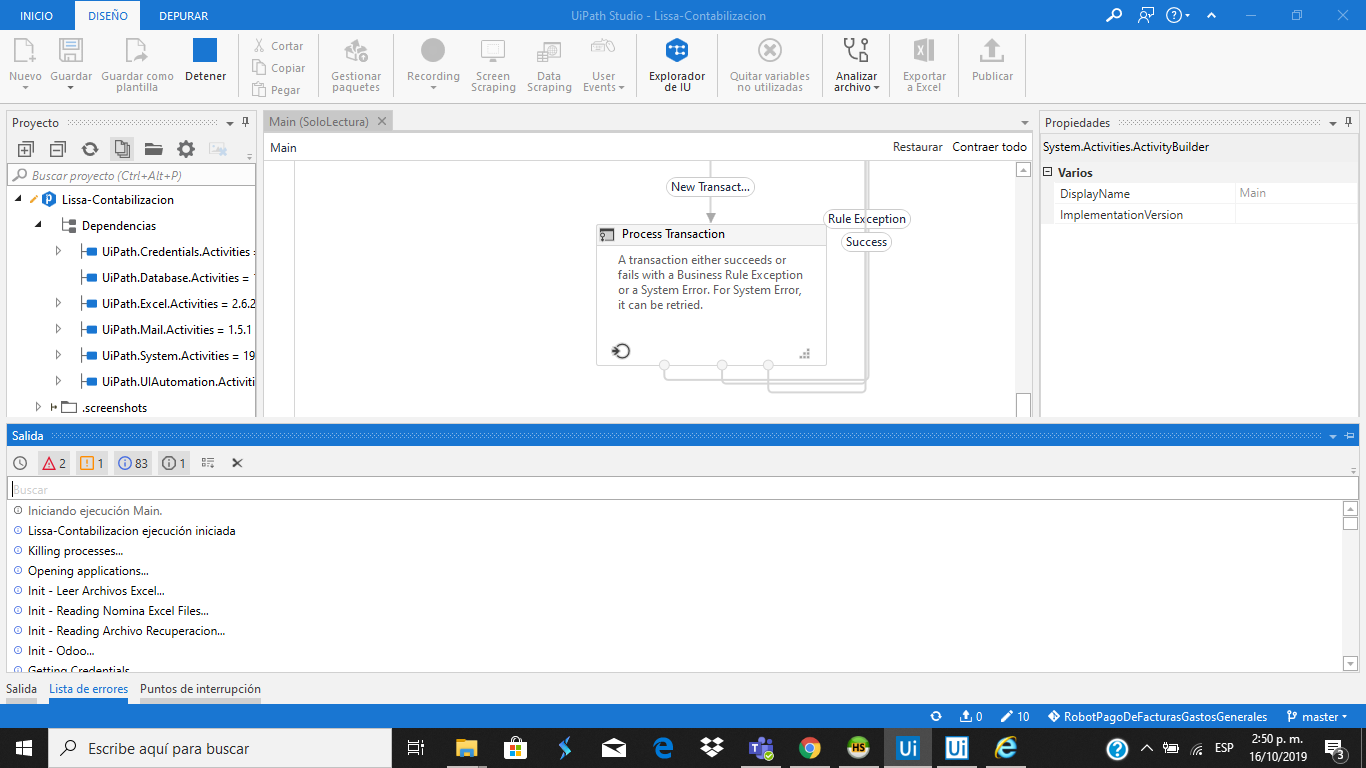 INICIO
DISEÑO
DEPURAR
UiPath Studio - Lissa-Contabilizacion
Nuevo
Guardar
Guardar como plantilla
Detener
Cortar
Copiar
Pegar
Gestionar paquetes
Recording
Screen Scraping
Data Scraping
User Events
Explorador de IU
Quitar variables no utilizadas
Analizar archivo
Exportar a Excel
Publicar
Proyecto
Buscar proyecto (Ctrl+Alt+P)
Lissa-Contabilizacion
Dependencias
UiPath.Credentials.Activities =
UiPath.Database.Activities =
UiPath.Excel.Activities = 2.6.2
UiPath.Mail.Activities = 1.5.1
UiPath.System.Activities = 19
UiPath.UIAutomation.Activiti
.screenshots
Main (SoloLectura)
Main
Restaurar
Contraer todo
New Transact...
Rule Exception
Success
Process Transaction
A transaction either succeeds or
fails with a Business Rule Exception
or a System Error. For System Error,
it can be retried.
Propiedades
System.Activities.ActivityBuilder
Varios
DisplayName Main
ImplementationVersion
Salida
2
1
83
1
Buscar
Iniciando ejecución Main.
Lissa-Contabilizacion ejecución iniciada
Killing processes...
Opening applications...
Init - Leer Archivos Excel...
Init - Reading Nomina Excel Files...
Init - Reading Archivo Recuperacion...
Init - Odoo...
Getting Credentials
Salida
Lista de errores
Puntos de interrupción
0
10
RobotPagoDeFacturasGastosGenerales
master
Escribe aquí para buscar
HS
Ui
Ui
ESP
2:50 p. m.
16/10/2019
3